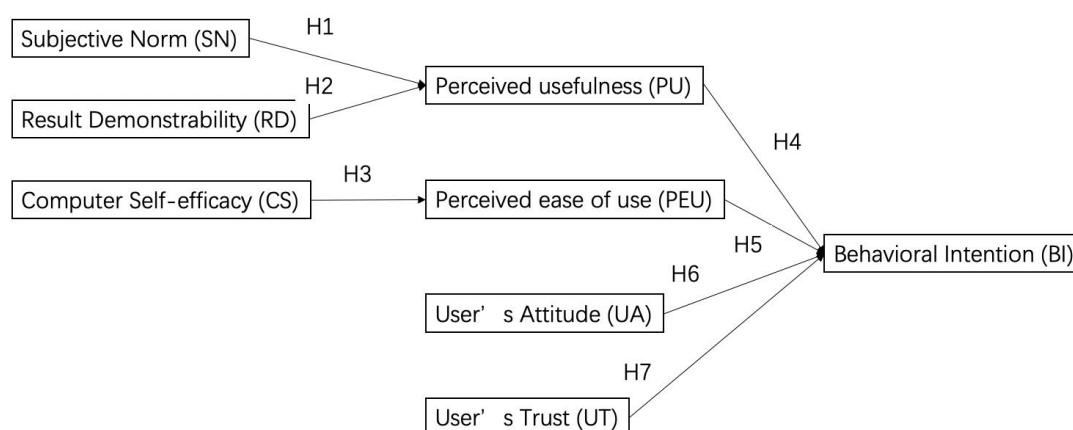 H1
Subjective Norm (SN)
H2
Perceived usefulness (PU)
Result Demonstrability (RD)
H4
H3
Computer Self-efficacy (CS)
Perceived ease of use (PEU)
H5
Behavioral Intention (BI)
H6
User’ s Attitude (UA)
H7
User’ s Trust (UT)